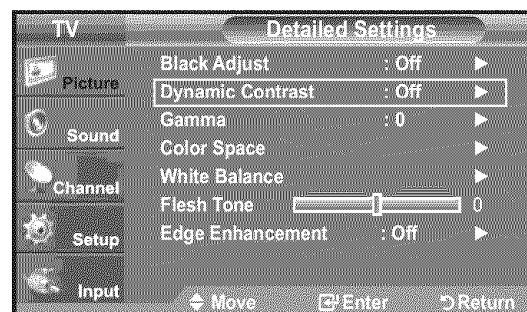 TV Detailed Settings
Picture
Sound
Channel
Setup
Input
Black Adjust : Off
Dynamic Contrast : Off
Gamma : 0
Color Space
White Balance
Flesh Tone 0
Edge Enhancement : Off
Move Enter Return